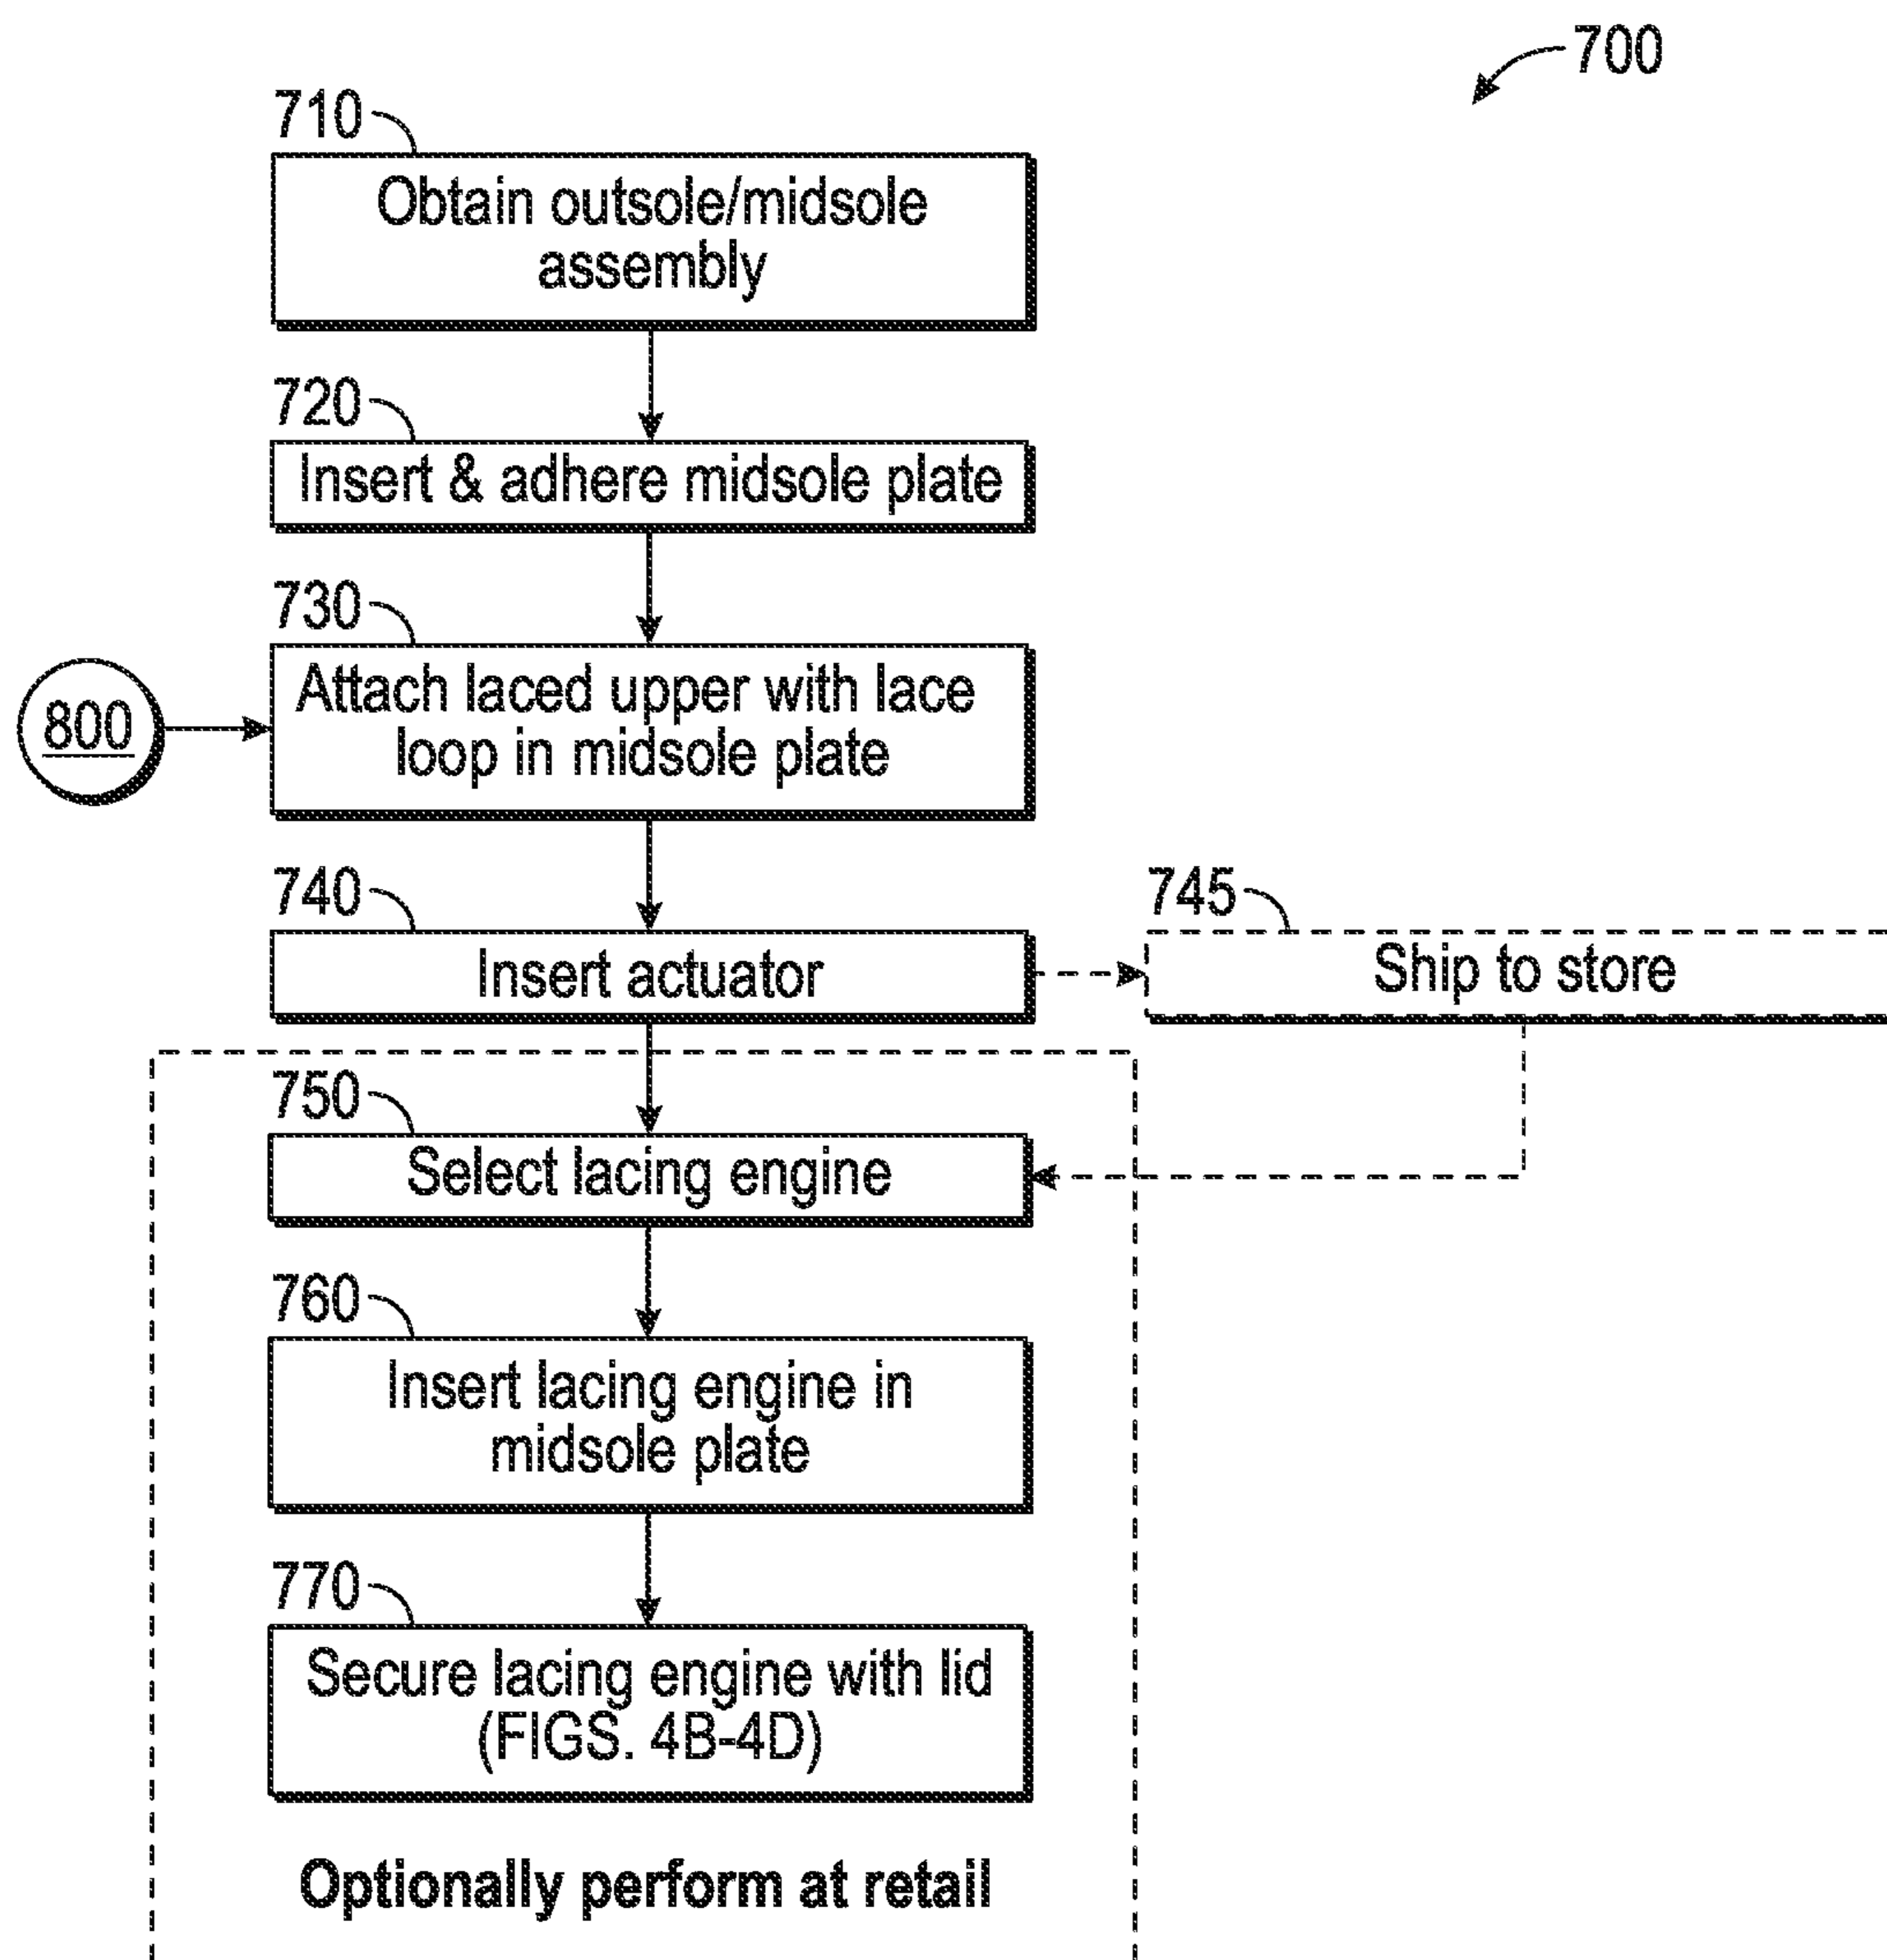 700
710
Obtain outsole/midsole
assembly
720
Insert & adhere midsole plate
730
800
Attach laced upper with lace
loop in midsole plate
740
Insert actuator
745
Ship to store
750
Select lacing engine
760
Insert lacing engine in
midsole plate
770
Secure lacing engine with lid
(FIGS. 4B-4D)
Optionally perform at retail